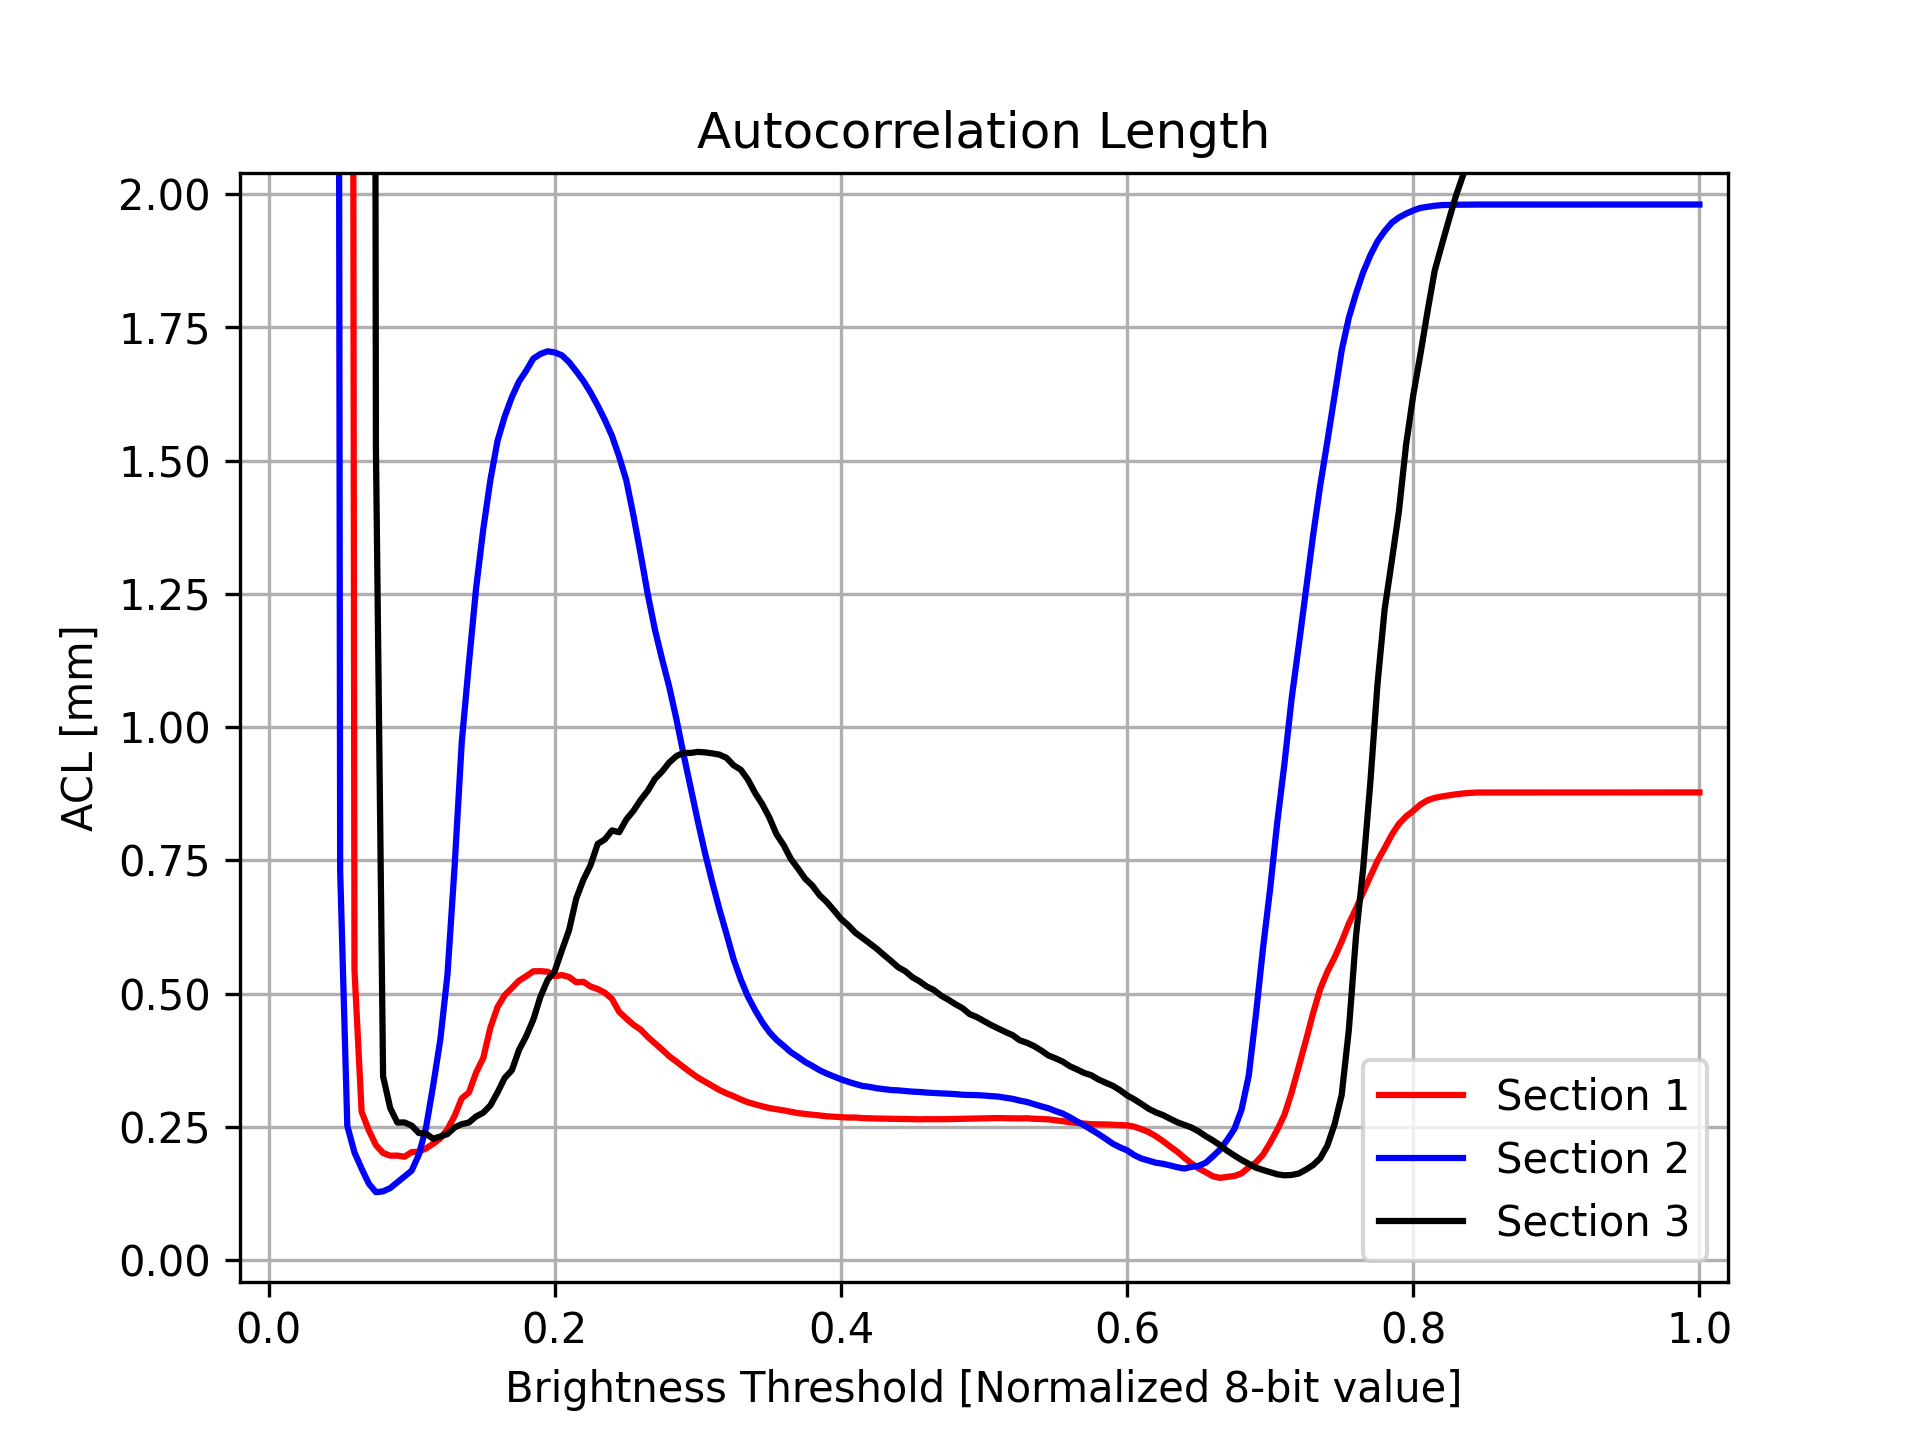 Autocorrelation Length
2.00
1.75
1.50
1.25
1.00
0.75
0.50
0.25
0.00
ACL [mm]
Section 1
Section 2
Section 3
0.0 0.2 0.4 0.6 0.8 1.0
Brightness Threshold [Normalized 8-bit value]